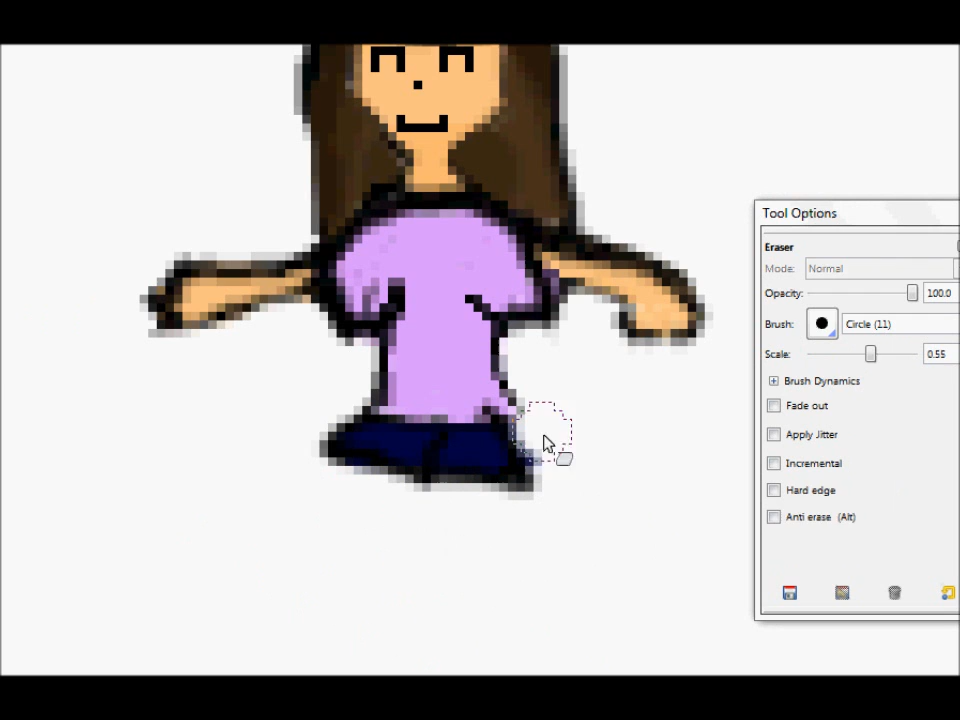 Tool Options
Eraser
Mode: Normal
Opacity: 100.0
Brush: Circle (11)
Scale: 0.55
Brush Dynamics
Fade out
Apply Jitter
Incremental
Hard edge
Anti erase (Alt)